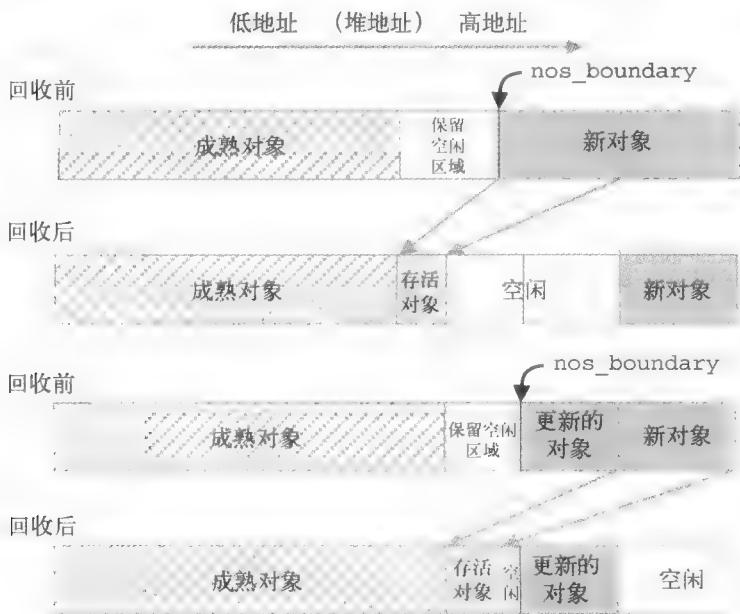 低地址 （堆地址） 高地址
nos_boundary
回收前
成熟对象
保留
空闲
区域
新对象
回收后
成熟对象
存活
对象
空闲
新对象
nos_boundary
回收前
成熟对象
保留空闲
区域
更新的
对象
新对象
回收后
成熟对象
存活
对象
空
闲
更新的
对象
空闲